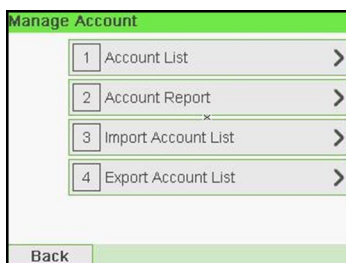 Manage Account
1 Account List
2 Account Report
3 Import Account List
4 Export Account List
Back